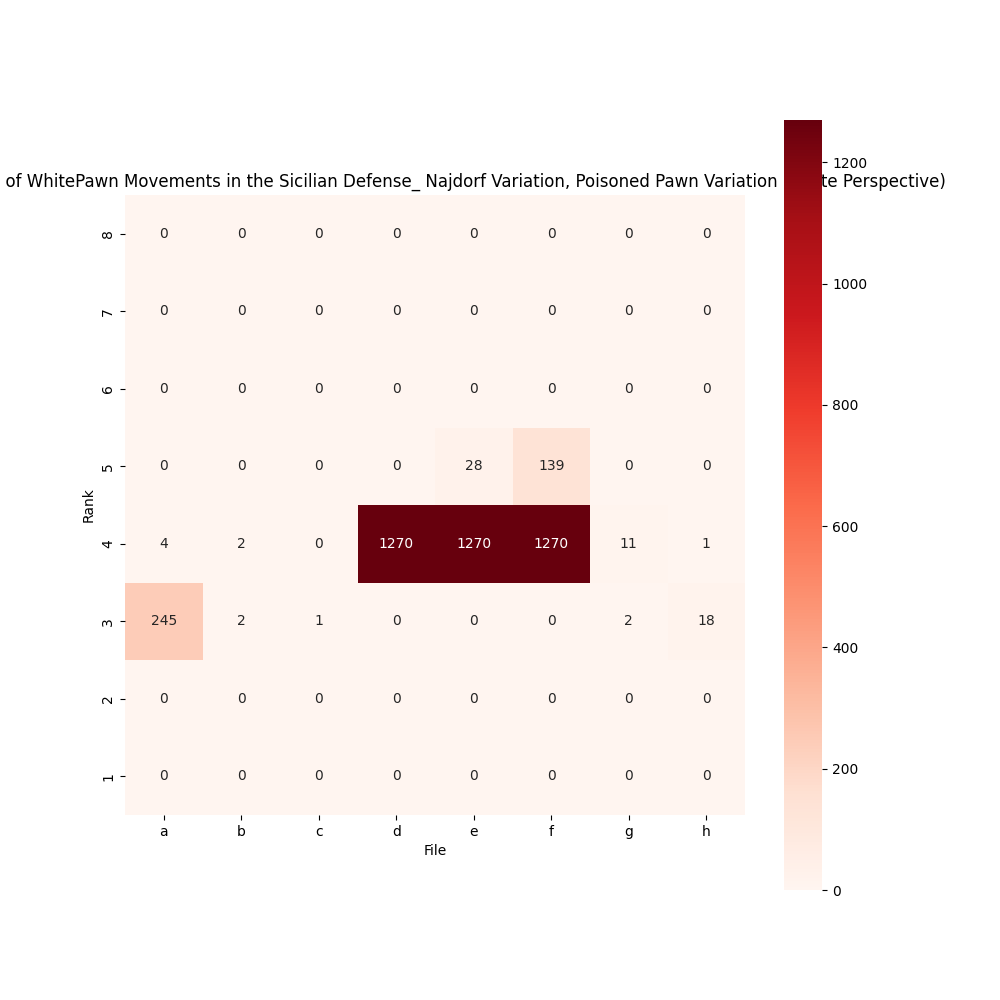 of WhitePawn Movements in the Sicilian Defense_ Najdorf Variation, Poisoned Pawn Variation te Perspective)
1200
1000
800
600
400
200
0
8 0 0 0 0 0 0 0 0
7 0 0 0 0 0 0 0 0
6 0 0 0 0 0 0 0 0
5 0 0 0 0 28 139 0 0
Rank
4 4 2 0 1270 1270 1270 11 1
3 245 2 1 0 0 0 2 18
2 0 0 0 0 0 0 0 0
1 0 0 0 0 0 0 0 0
a b c d e f g h
File